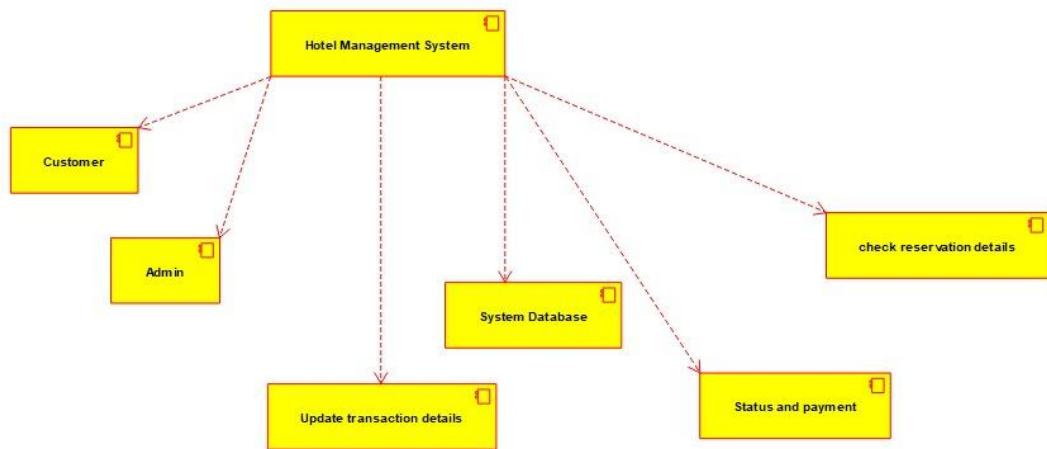 Hotel Management System
Customer
check reservation details
Admin
System Database
Status and payment
Update transaction details